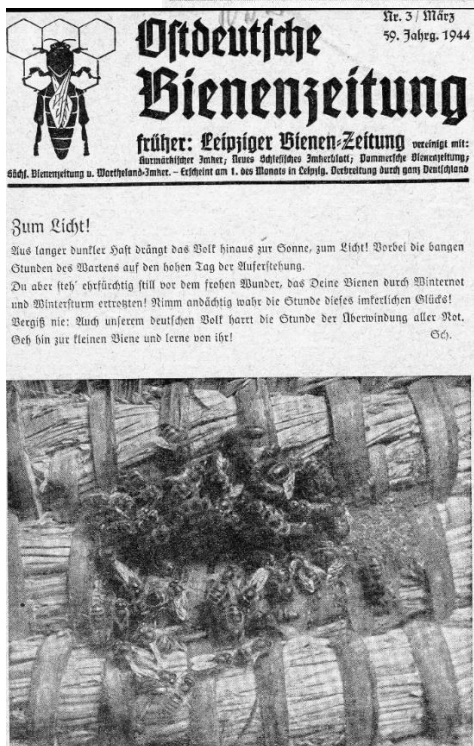 Nr. 3 / März
59. Jahrg. 1944
Ostdeutsche
Bienenzeitung
früher: Leipziger Bienen-Zeitung vereinigt mit:
Kurmärkischer Imker; Neues Schlesisches Imkerblatt; Pommersche Bienenzeitung;
Sächs. Bienenzeitung u. Wartheland-Imker. – Erscheint am 1. des Monats in Leipzig. Verbreitung durch ganz Deutschland
Zum Licht!
Aus langer dunkler Haft drängt das Volk hinaus zur Sonne, zum Licht! Vorbei die bangen
Stunden des Wartens auf den hohen Tag der Auferstehung.
Du aber steh' ehrfürchtig still vor dem frohen Wunder, das Deine Bienen durch Winternot
und Wintersturm ertrotzten! Nimm andächtig wahr die Stunde dieses imkerlichen Glücks!
Vergiß nie: Auch unserem deutschen Volk harrt die Stunde der Überwindung aller Not.
Geh hin zur kleinen Biene und lerne von ihr! Sch.